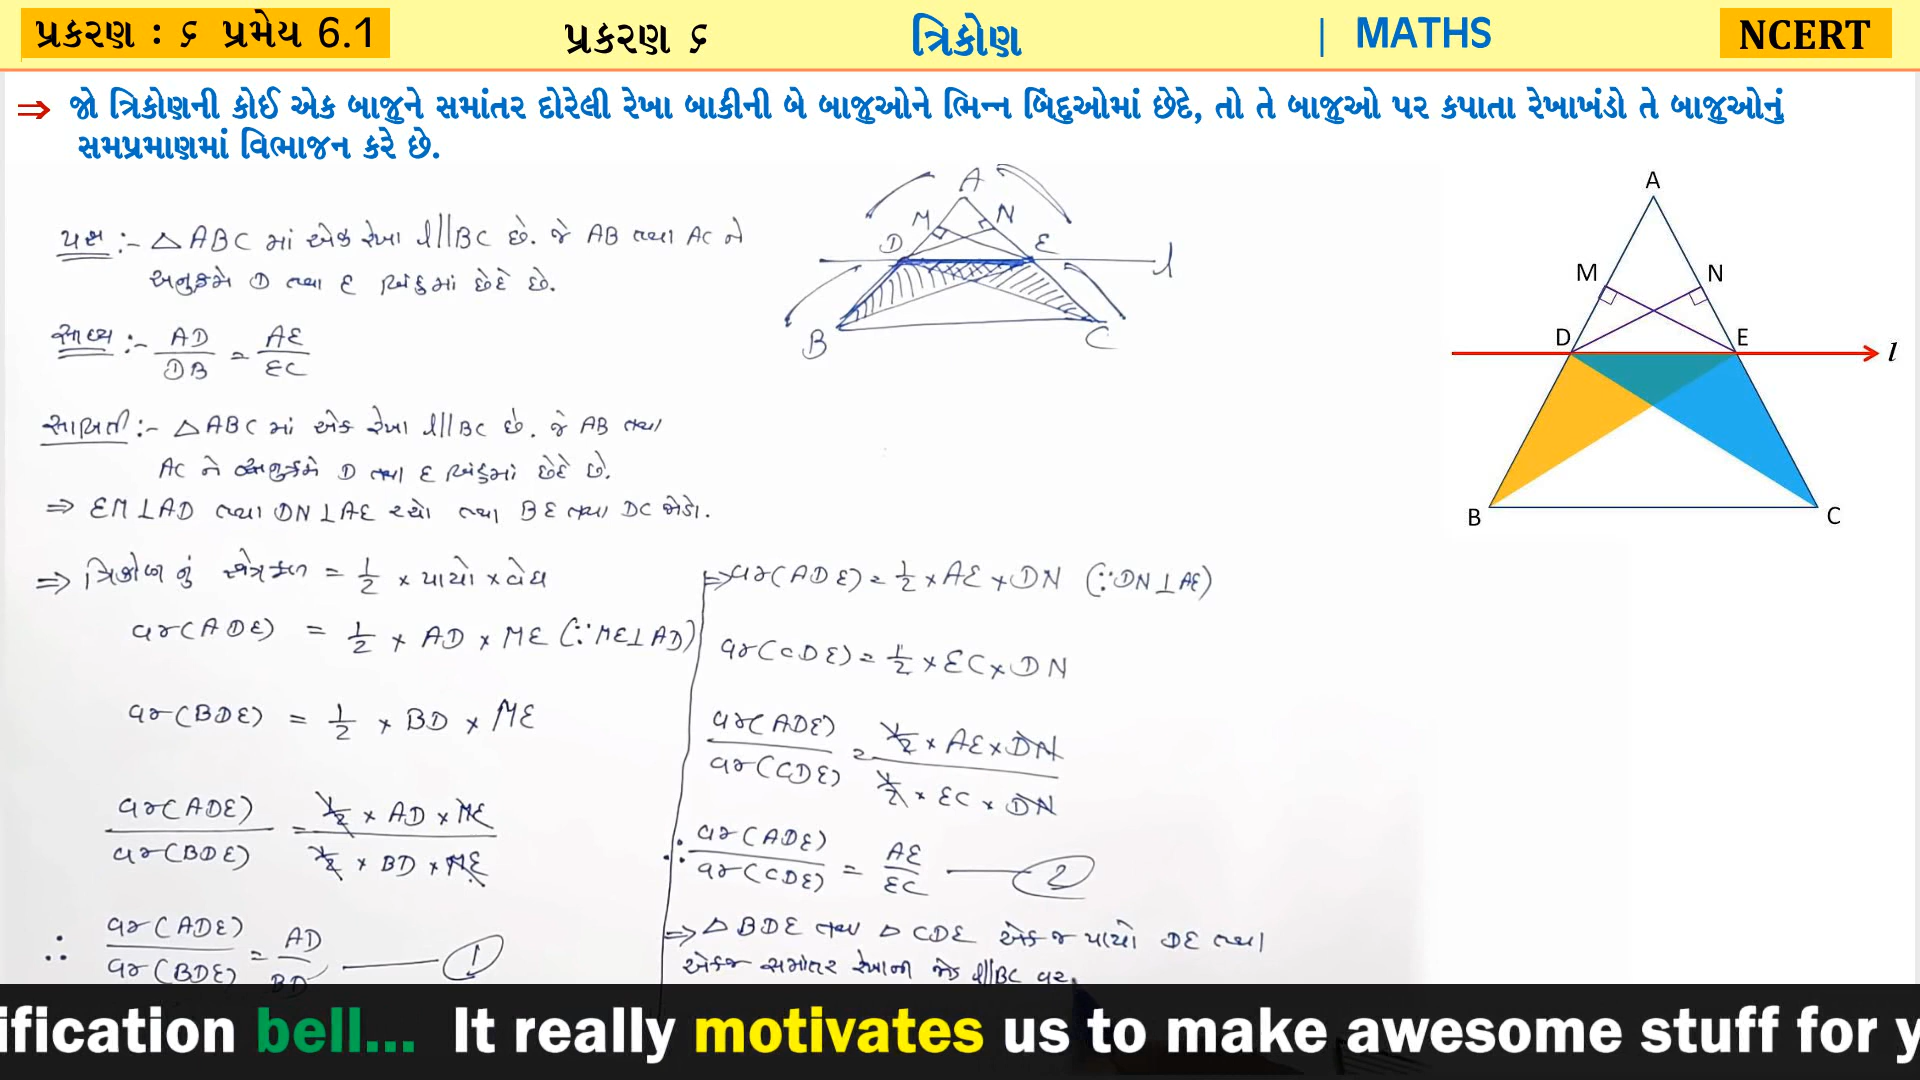 પ્રકરણ : ૬ પ્રમેય 6.1
પ્રકરણ ૬
ત્રિકોણ
| MATHS
NCERT
⇒ જો ત્રિકોણની કોઈ એક બાજુને સમાંતર દોરેલી રેખા બાકીની બે બાજુઓને ભિન્ન બિંદુઓમાં છેદે, તો તે બાજુઓ પર કપાતા રેખાખંડો તે બાજુઓનું
સમપ્રમાણમાં વિભાજન કરે છે.
પક્ષ :- △ABC માં એક રેખા l||BC છે. જે AB તથા AC ને
અનુક્રમે D તથા E બિંદુમાં છેદે છે.
સાધ્ય :- AD/DB = AE/EC
સાબિતી :- △ABC માં એક રેખા l||BC છે. જે AB તથા
AC ને અનુક્રમે D તથા E બિંદુમાં છેદે છે.
⇒ EM⊥AD તથા DN⊥AE રચો તથા BE તથા DC જોડો.
⇒ ત્રિકોણ નું ક્ષેત્રફળ = 1/2 × પાયો × વેધ
ar(ADE) = 1/2 × AD × ME (∵ ME⊥AD)
ar(BDE) = 1/2 × BD × ME
ar(ADE)/ar(BDE) = 1/2 × AD × ME / 1/2 × BD × ME
∴ ar(ADE)/ar(BDE) = AD/BD — 1
⇒ ar(ADE) = 1/2 × AE × DN (∵ DN⊥AE)
ar(CDE) = 1/2 × EC × DN
ar(ADE)/ar(CDE) = 1/2 × AE × DN / 1/2 × EC × DN
∴ ar(ADE)/ar(CDE) = AE/EC — 2
⇒ △BDE તથા △CDE એક જ પાયો DE તથા
એકજ સમાંતર રેખાની જોડ l||BC પર
A
M N
D E l
B C
A
M N
D E l
B C
ification bell... It really motivates us to make awesome stuff for y